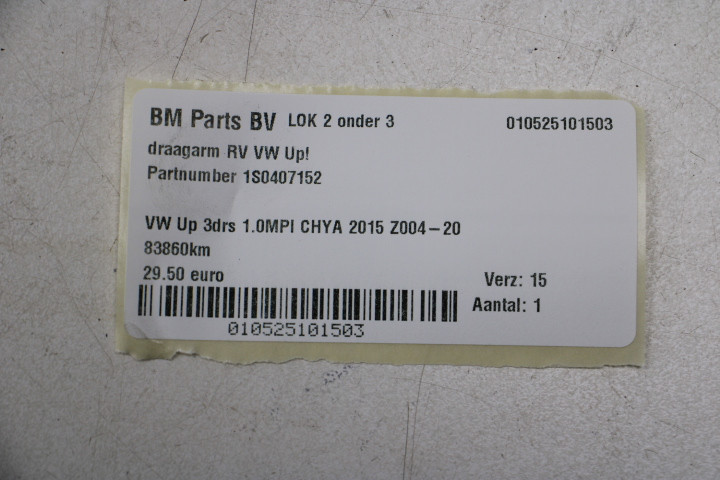 BM Parts BV LOK 2 onder 3 010525101503
draagarm RV VW Up!
Partnumber 1S0407152
VW Up 3drs 1.0MPI CHYA 2015 Z004-20
83860km
29.50 euro Verz: 15
Aantal: 1
010525101503